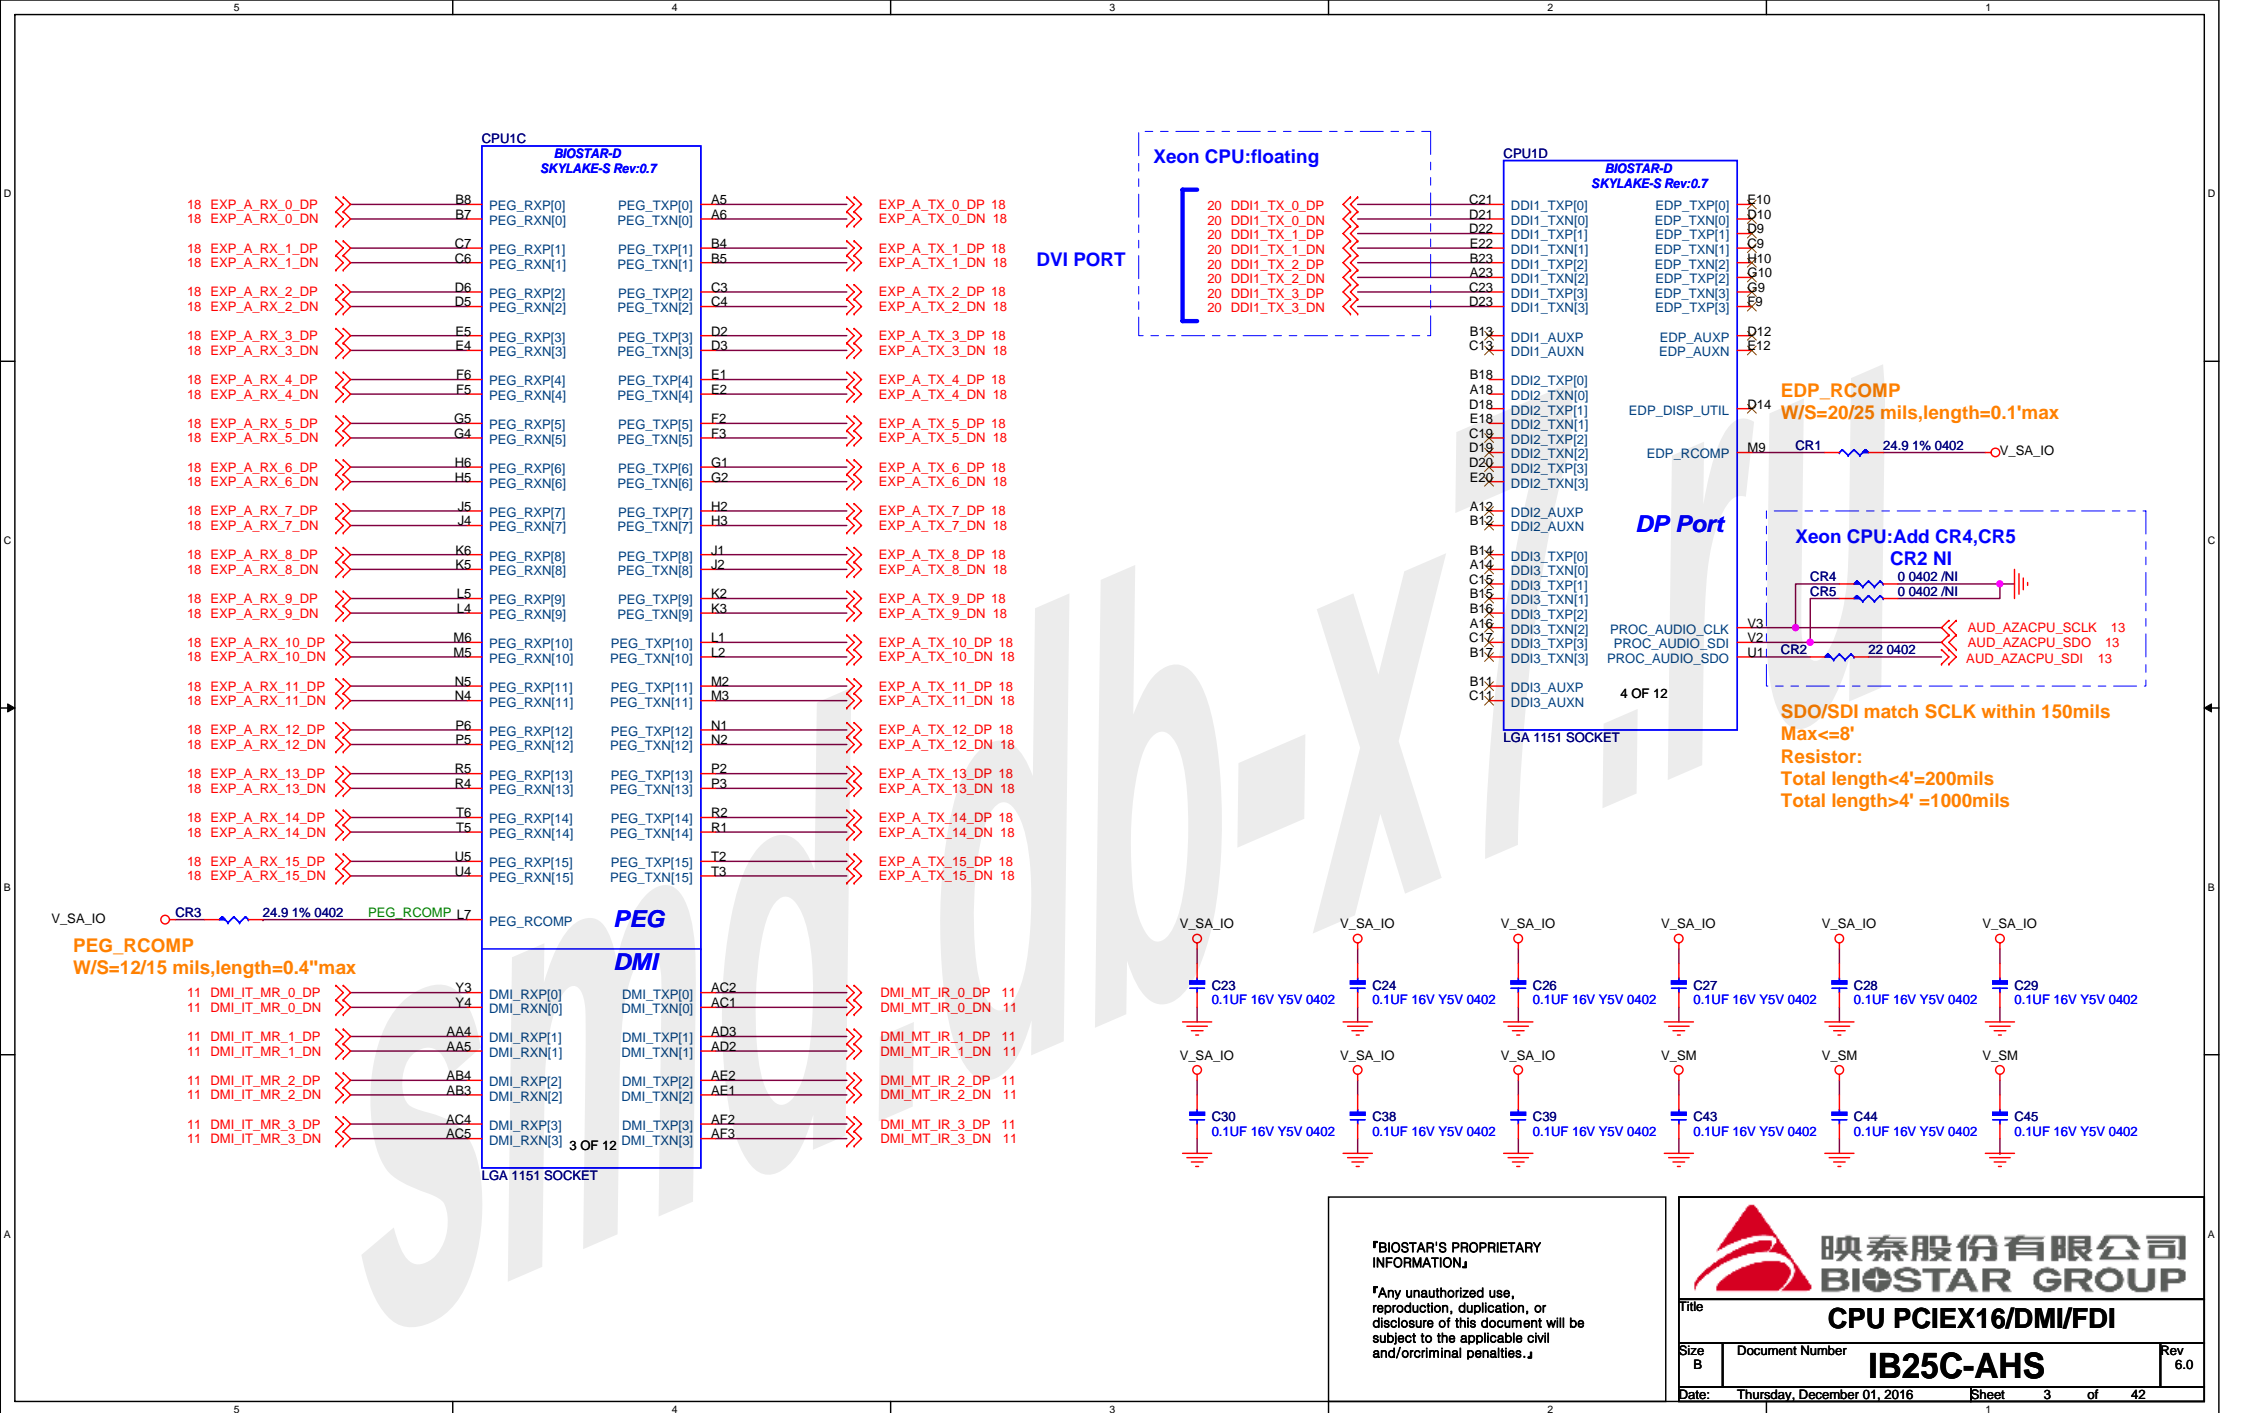 5 4 3 2 1
D
C
B
A
CPU1C
BIOSTAR-D
SKYLAKE-S Rev:0.7
18 EXP_A_RX_0_DP B8 PEG_RXP[0] PEG_TXP[0] A5 EXP_A_TX_0_DP 18
18 EXP_A_RX_0_DN B7 PEG_RXN[0] PEG_TXN[0] A6 EXP_A_TX_0_DN 18
18 EXP_A_RX_1_DP C7 PEG_RXP[1] PEG_TXP[1] B4 EXP_A_TX_1_DP 18
18 EXP_A_RX_1_DN C6 PEG_RXN[1] PEG_TXN[1] B5 EXP_A_TX_1_DN 18
18 EXP_A_RX_2_DP D6 PEG_RXP[2] PEG_TXP[2] C3 EXP_A_TX_2_DP 18
18 EXP_A_RX_2_DN D5 PEG_RXN[2] PEG_TXN[2] C4 EXP_A_TX_2_DN 18
18 EXP_A_RX_3_DP E5 PEG_RXP[3] PEG_TXP[3] D2 EXP_A_TX_3_DP 18
18 EXP_A_RX_3_DN E4 PEG_RXN[3] PEG_TXN[3] D3 EXP_A_TX_3_DN 18
18 EXP_A_RX_4_DP F6 PEG_RXP[4] PEG_TXP[4] E1 EXP_A_TX_4_DP 18
18 EXP_A_RX_4_DN F5 PEG_RXN[4] PEG_TXN[4] E2 EXP_A_TX_4_DN 18
18 EXP_A_RX_5_DP G5 PEG_RXP[5] PEG_TXP[5] F2 EXP_A_TX_5_DP 18
18 EXP_A_RX_5_DN G4 PEG_RXN[5] PEG_TXN[5] F3 EXP_A_TX_5_DN 18
18 EXP_A_RX_6_DP H6 PEG_RXP[6] PEG_TXP[6] G1 EXP_A_TX_6_DP 18
18 EXP_A_RX_6_DN H5 PEG_RXN[6] PEG_TXN[6] G2 EXP_A_TX_6_DN 18
18 EXP_A_RX_7_DP J5 PEG_RXP[7] PEG_TXP[7] H2 EXP_A_TX_7_DP 18
18 EXP_A_RX_7_DN J4 PEG_RXN[7] PEG_TXN[7] H3 EXP_A_TX_7_DN 18
18 EXP_A_RX_8_DP K6 PEG_RXP[8] PEG_TXP[8] J1 EXP_A_TX_8_DP 18
18 EXP_A_RX_8_DN K5 PEG_RXN[8] PEG_TXN[8] J2 EXP_A_TX_8_DN 18
18 EXP_A_RX_9_DP L5 PEG_RXP[9] PEG_TXP[9] K2 EXP_A_TX_9_DP 18
18 EXP_A_RX_9_DN L4 PEG_RXN[9] PEG_TXN[9] K3 EXP_A_TX_9_DN 18
18 EXP_A_RX_10_DP M6 PEG_RXP[10] PEG_TXP[10] L1 EXP_A_TX_10_DP 18
18 EXP_A_RX_10_DN M5 PEG_RXN[10] PEG_TXN[10] L2 EXP_A_TX_10_DN 18
18 EXP_A_RX_11_DP N5 PEG_RXP[11] PEG_TXP[11] M2 EXP_A_TX_11_DP 18
18 EXP_A_RX_11_DN N4 PEG_RXN[11] PEG_TXN[11] M3 EXP_A_TX_11_DN 18
18 EXP_A_RX_12_DP P6 PEG_RXP[12] PEG_TXP[12] N1 EXP_A_TX_12_DP 18
18 EXP_A_RX_12_DN P5 PEG_RXN[12] PEG_TXN[12] N2 EXP_A_TX_12_DN 18
18 EXP_A_RX_13_DP R5 PEG_RXP[13] PEG_TXP[13] P2 EXP_A_TX_13_DP 18
18 EXP_A_RX_13_DN R4 PEG_RXN[13] PEG_TXN[13] P3 EXP_A_TX_13_DN 18
18 EXP_A_RX_14_DP T6 PEG_RXP[14] PEG_TXP[14] R2 EXP_A_TX_14_DP 18
18 EXP_A_RX_14_DN T5 PEG_RXN[14] PEG_TXN[14] R1 EXP_A_TX_14_DN 18
18 EXP_A_RX_15_DP U5 PEG_RXP[15] PEG_TXP[15] T2 EXP_A_TX_15_DP 18
18 EXP_A_RX_15_DN U4 PEG_RXN[15] PEG_TXN[15] T3 EXP_A_TX_15_DN 18
V_SA_IO CR3 24.9 1% 0402 PEG_RCOMP L7 PEG_RCOMP PEG
PEG_RCOMP
W/S=12/15 mils,length=0.4"max
DMI
11 DMI_IT_MR_0_DP Y3 DMI_RXP[0] DMI_TXP[0] AC2 DMI_MT_IR_0_DP 11
11 DMI_IT_MR_0_DN Y4 DMI_RXN[0] DMI_TXN[0] AC1 DMI_MT_IR_0_DN 11
11 DMI_IT_MR_1_DP AA4 DMI_RXP[1] DMI_TXP[1] AD3 DMI_MT_IR_1_DP 11
11 DMI_IT_MR_1_DN AA5 DMI_RXN[1] DMI_TXN[1] AD2 DMI_MT_IR_1_DN 11
11 DMI_IT_MR_2_DP AB4 DMI_RXP[2] DMI_TXP[2] AE2 DMI_MT_IR_2_DP 11
11 DMI_IT_MR_2_DN AB3 DMI_RXN[2] DMI_TXN[2] AE1 DMI_MT_IR_2_DN 11
11 DMI_IT_MR_3_DP AC4 DMI_RXP[3] DMI_TXP[3] AF2 DMI_MT_IR_3_DP 11
11 DMI_IT_MR_3_DN AC5 DMI_RXN[3] DMI_TXN[3] AF3 DMI_MT_IR_3_DN 11
3 OF 12
LGA 1151 SOCKET
Xeon CPU:floating
DVI PORT
CPU1D
BIOSTAR-D
SKYLAKE-S Rev:0.7
20 DDI1_TX_0_DP C21 DDI1_TXP[0] EDP_TXP[0] E10
20 DDI1_TX_0_DN D21 DDI1_TXN[0] EDP_TXN[0] D10
20 DDI1_TX_1_DP D22 DDI1_TXP[1] EDP_TXP[1] D9
20 DDI1_TX_1_DN E22 DDI1_TXN[1] EDP_TXN[1] C9
20 DDI1_TX_2_DP B23 DDI1_TXP[2] EDP_TXN[2] H10
20 DDI1_TX_2_DN A23 DDI1_TXN[2] EDP_TXP[2] G10
20 DDI1_TX_3_DP C23 DDI1_TXP[3] EDP_TXN[3] G9
20 DDI1_TX_3_DN D23 DDI1_TXN[3] EDP_TXP[3] F9
B13 DDI1_AUXP EDP_AUXP D12
C13 DDI1_AUXN EDP_AUXN E12
B18 DDI2_TXP[0]
A18 DDI2_TXN[0]
D18 DDI2_TXP[1] EDP_DISP_UTIL D14
E18 DDI2_TXN[1]
C19 DDI2_TXP[2]
D19 DDI2_TXN[2] EDP_RCOMP M9 CR1 24.9 1% 0402 V_SA_IO
D20 DDI2_TXP[3]
E20 DDI2_TXN[3]
A12 DDI2_AUXP
B12 DDI2_AUXN
DP Port
B14 DDI3_TXP[0]
A14 DDI3_TXN[0]
C15 DDI3_TXP[1]
B15 DDI3_TXN[1]
B16 DDI3_TXP[2]
A16 DDI3_TXN[2] PROC_AUDIO_CLK V3 AUD_AZACPU_SCLK 13
C17 DDI3_TXP[3] PROC_AUDIO_SDI V2 AUD_AZACPU_SDO 13
B17 DDI3_TXN[3] PROC_AUDIO_SDO U1 CR2 22 0402 AUD_AZACPU_SDI 13
B11 DDI3_AUXP
C11 DDI3_AUXN
4 OF 12
LGA 1151 SOCKET
EDP_RCOMP
W/S=20/25 mils,length=0.1'max
Xeon CPU:Add CR4,CR5
CR2 NI
CR4 0 0402 /NI
CR5 0 0402 /NI
SDO/SDI match SCLK within 150mils
Max<=8'
Resistor:
Total length<4'=200mils
Total length>4' =1000mils
V_SA_IO V_SA_IO V_SA_IO V_SA_IO V_SA_IO V_SA_IO
C23 C24 C26 C27 C28 C29
0.1UF 16V Y5V 0402 0.1UF 16V Y5V 0402 0.1UF 16V Y5V 0402 0.1UF 16V Y5V 0402 0.1UF 16V Y5V 0402 0.1UF 16V Y5V 0402
V_SA_IO V_SA_IO V_SA_IO V_SM V_SM V_SM
C30 C38 C39 C43 C44 C45
0.1UF 16V Y5V 0402 0.1UF 16V Y5V 0402 0.1UF 16V Y5V 0402 0.1UF 16V Y5V 0402 0.1UF 16V Y5V 0402 0.1UF 16V Y5V 0402
smd.db-x7.ru
『BIOSTAR'S PROPRIETARY
INFORMATION』
『Any unauthorized use,
reproduction, duplication, or
disclosure of this document will be
subject to the applicable civil
and/orcriminal penalties.』
映泰股份有限公司
BIOSTAR GROUP
Title
CPU PCIEX16/DMI/FDI
Size Document Number Rev
B IB25C-AHS 6.0
Date: Thursday, December 01, 2016 Sheet 3 of 42
D
C
B
A
5 4 3 2 1